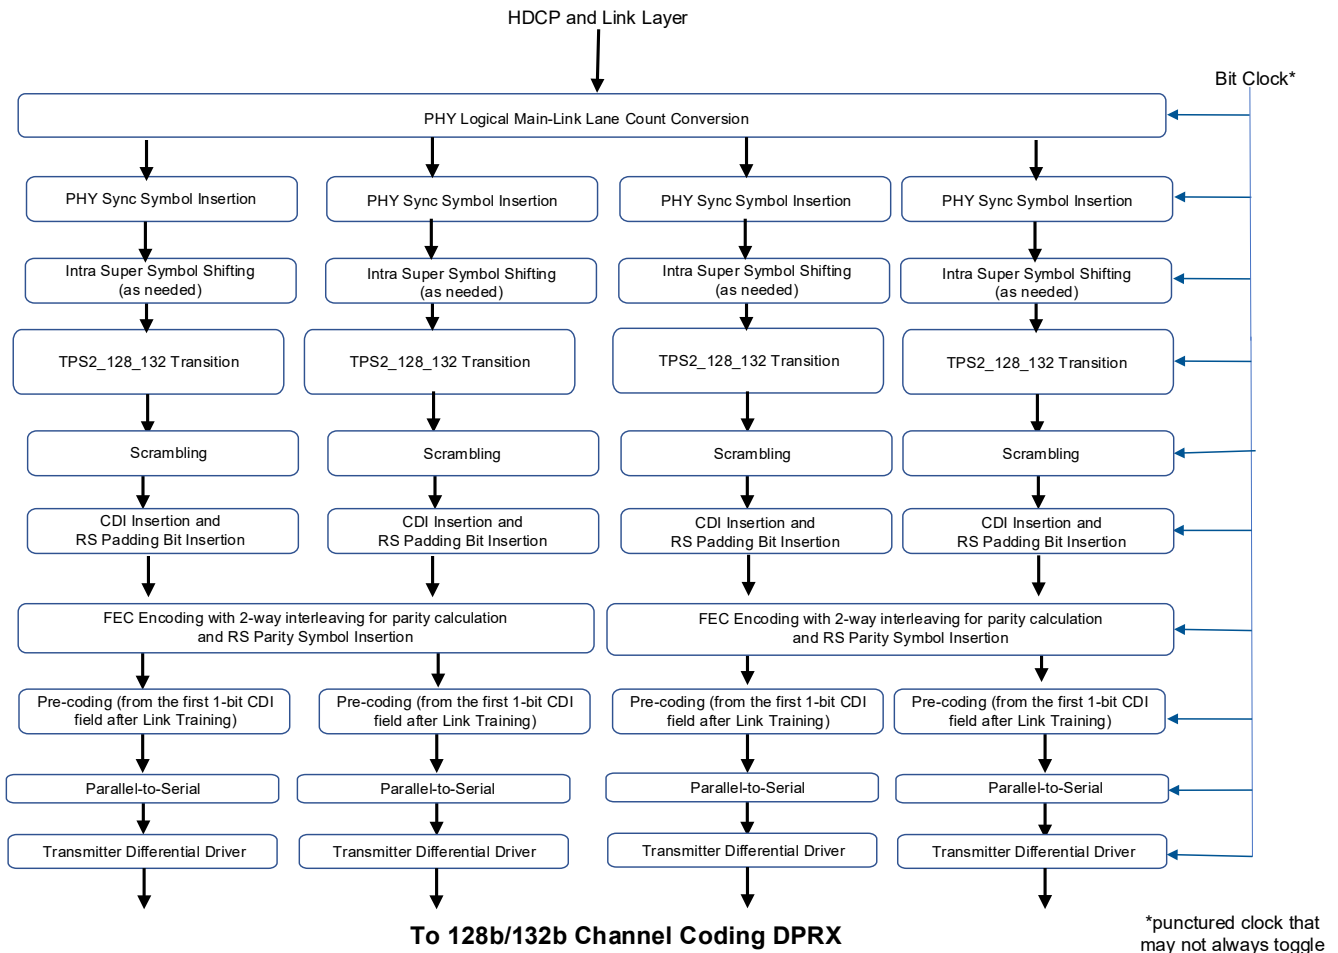 HDCP and Link Layer
Bit Clock*
PHY Logical Main-Link Lane Count Conversion
PHY Sync Symbol Insertion
PHY Sync Symbol Insertion
PHY Sync Symbol Insertion
PHY Sync Symbol Insertion
Intra Super Symbol Shifting
(as needed)
Intra Super Symbol Shifting
(as needed)
Intra Super Symbol Shifting
(as needed)
Intra Super Symbol Shifting
(as needed)
TPS2_128_132 Transition
TPS2_128_132 Transition
TPS2_128_132 Transition
TPS2_128_132 Transition
Scrambling
Scrambling
Scrambling
Scrambling
CDI Insertion and
RS Padding Bit Insertion
CDI Insertion and
RS Padding Bit Insertion
CDI Insertion and
RS Padding Bit Insertion
CDI Insertion and
RS Padding Bit Insertion
FEC Encoding with 2-way interleaving for parity calculation
and RS Parity Symbol Insertion
FEC Encoding with 2-way interleaving for parity calculation
and RS Parity Symbol Insertion
Pre-coding (from the first 1-bit CDI
field after Link Training)
Pre-coding (from the first 1-bit CDI
field after Link Training)
Pre-coding (from the first 1-bit CDI
field after Link Training)
Pre-coding (from the first 1-bit CDI
field after Link Training)
Parallel-to-Serial
Parallel-to-Serial
Parallel-to-Serial
Parallel-to-Serial
Transmitter Differential Driver
Transmitter Differential Driver
Transmitter Differential Driver
Transmitter Differential Driver
To 128b/132b Channel Coding DPRX
*punctured clock that
may not always toggle